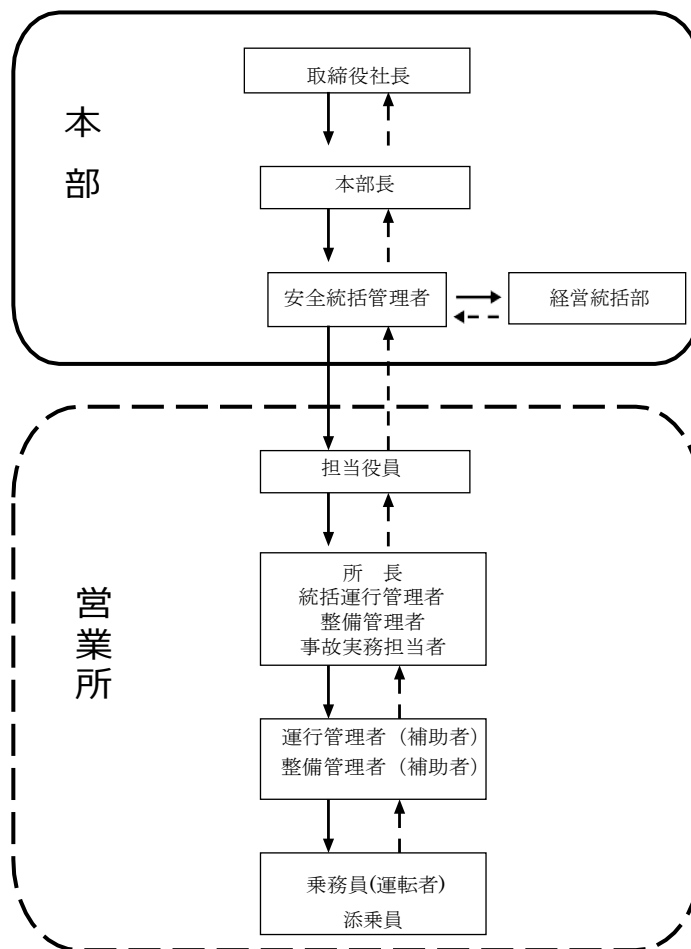 本部
取締役社長
本部長
安全統括管理者
経営統括部
営業所
担当役員
所　長
統括運行管理者
整備管理者
事故実務担当者
運行管理者（補助者）
整備管理者（補助者）
乗務員(運転者)
添乗員